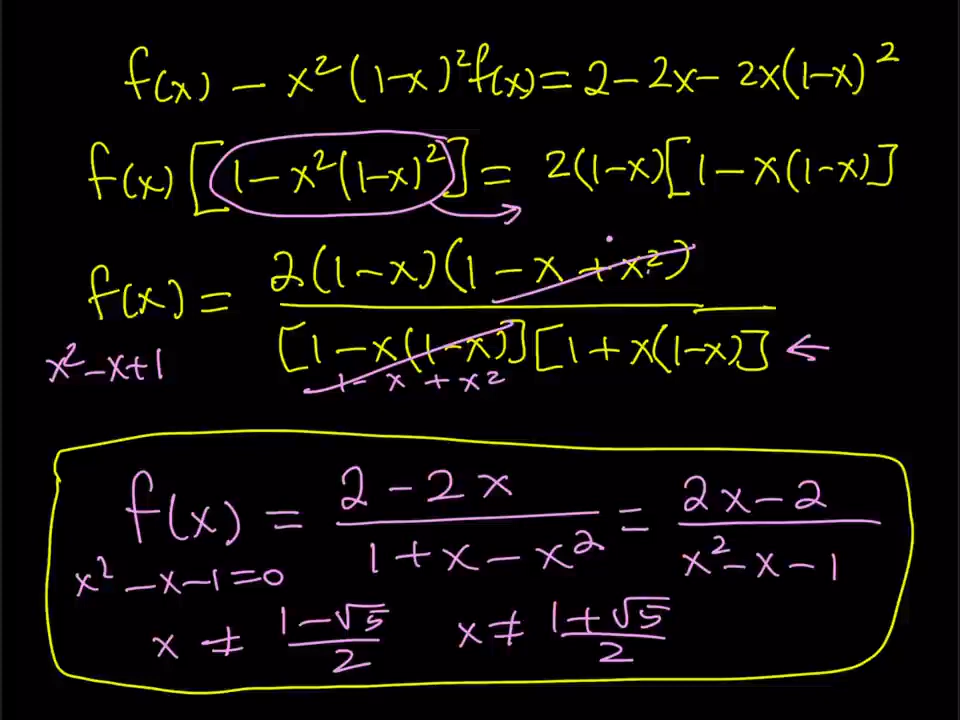 f(x) - x²(1-x)²f(x) = 2 - 2x - 2x(1-x)²
f(x)[1 - x²(1-x)²] = 2(1-x)[1 - x(1-x)]
f(x) = 2(1-x)(1 - x + x²) / [1 - x(1-x)][1 + x(1-x)] ←
x² - x + 1
1 - x + x²
f(x) = 2 - 2x / 1 + x - x² = 2x - 2 / x² - x - 1
x² - x - 1 = 0
x ≠ 1 - √5 / 2 x ≠ 1 + √5 / 2